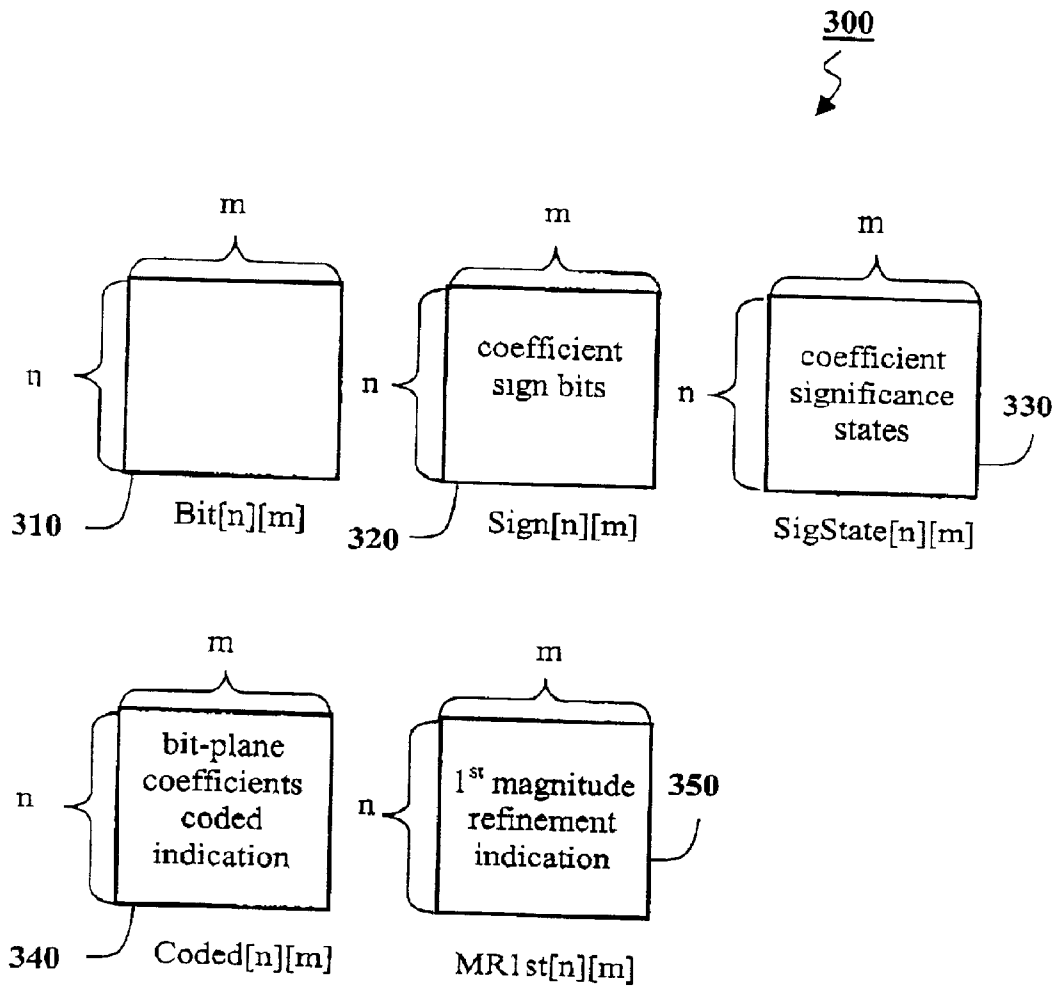 300
m
m
m
n
n
coefficient
sign bits
n
coefficient
significance
states
330
310
Bit[n][m]
320
Sign[n][m]
SigState[n][m]
m
m
n
bit-plane
coefficients
coded
indication
n
1st magnitude
refinement
indication
350
340
Coded[n][m]
MR1st[n][m]